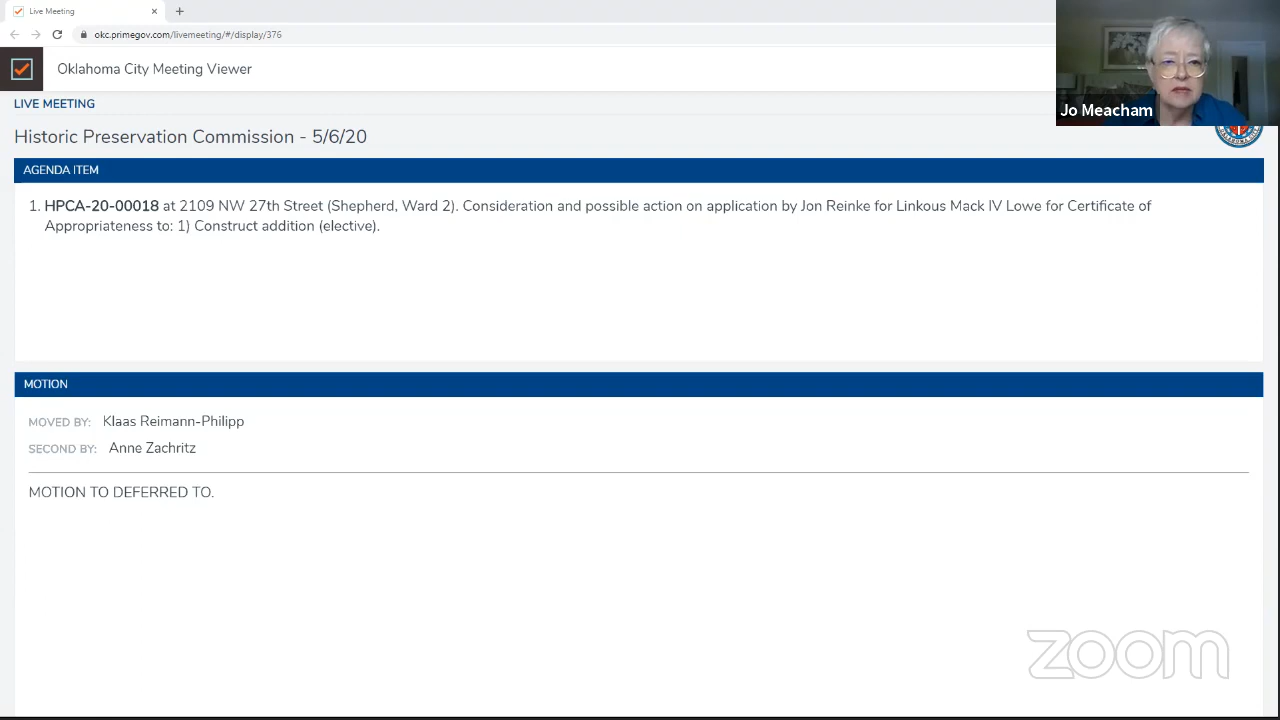 Live Meeting
okc.primegov.com/livemeeting/#/display/376
Oklahoma City Meeting Viewer
Jo Meacham
LIVE MEETING
Historic Preservation Commission - 5/6/20
AGENDA ITEM
1. HPCA-20-00018 at 2109 NW 27th Street (Shepherd, Ward 2). Consideration and possible action on application by Jon Reinke for Linkous Mack IV Lowe for Certificate of
Appropriateness to: 1) Construct addition (elective).
MOTION
MOVED BY: Klaas Reimann-Philipp
SECOND BY: Anne Zachritz
MOTION TO DEFERRED TO.
zoom